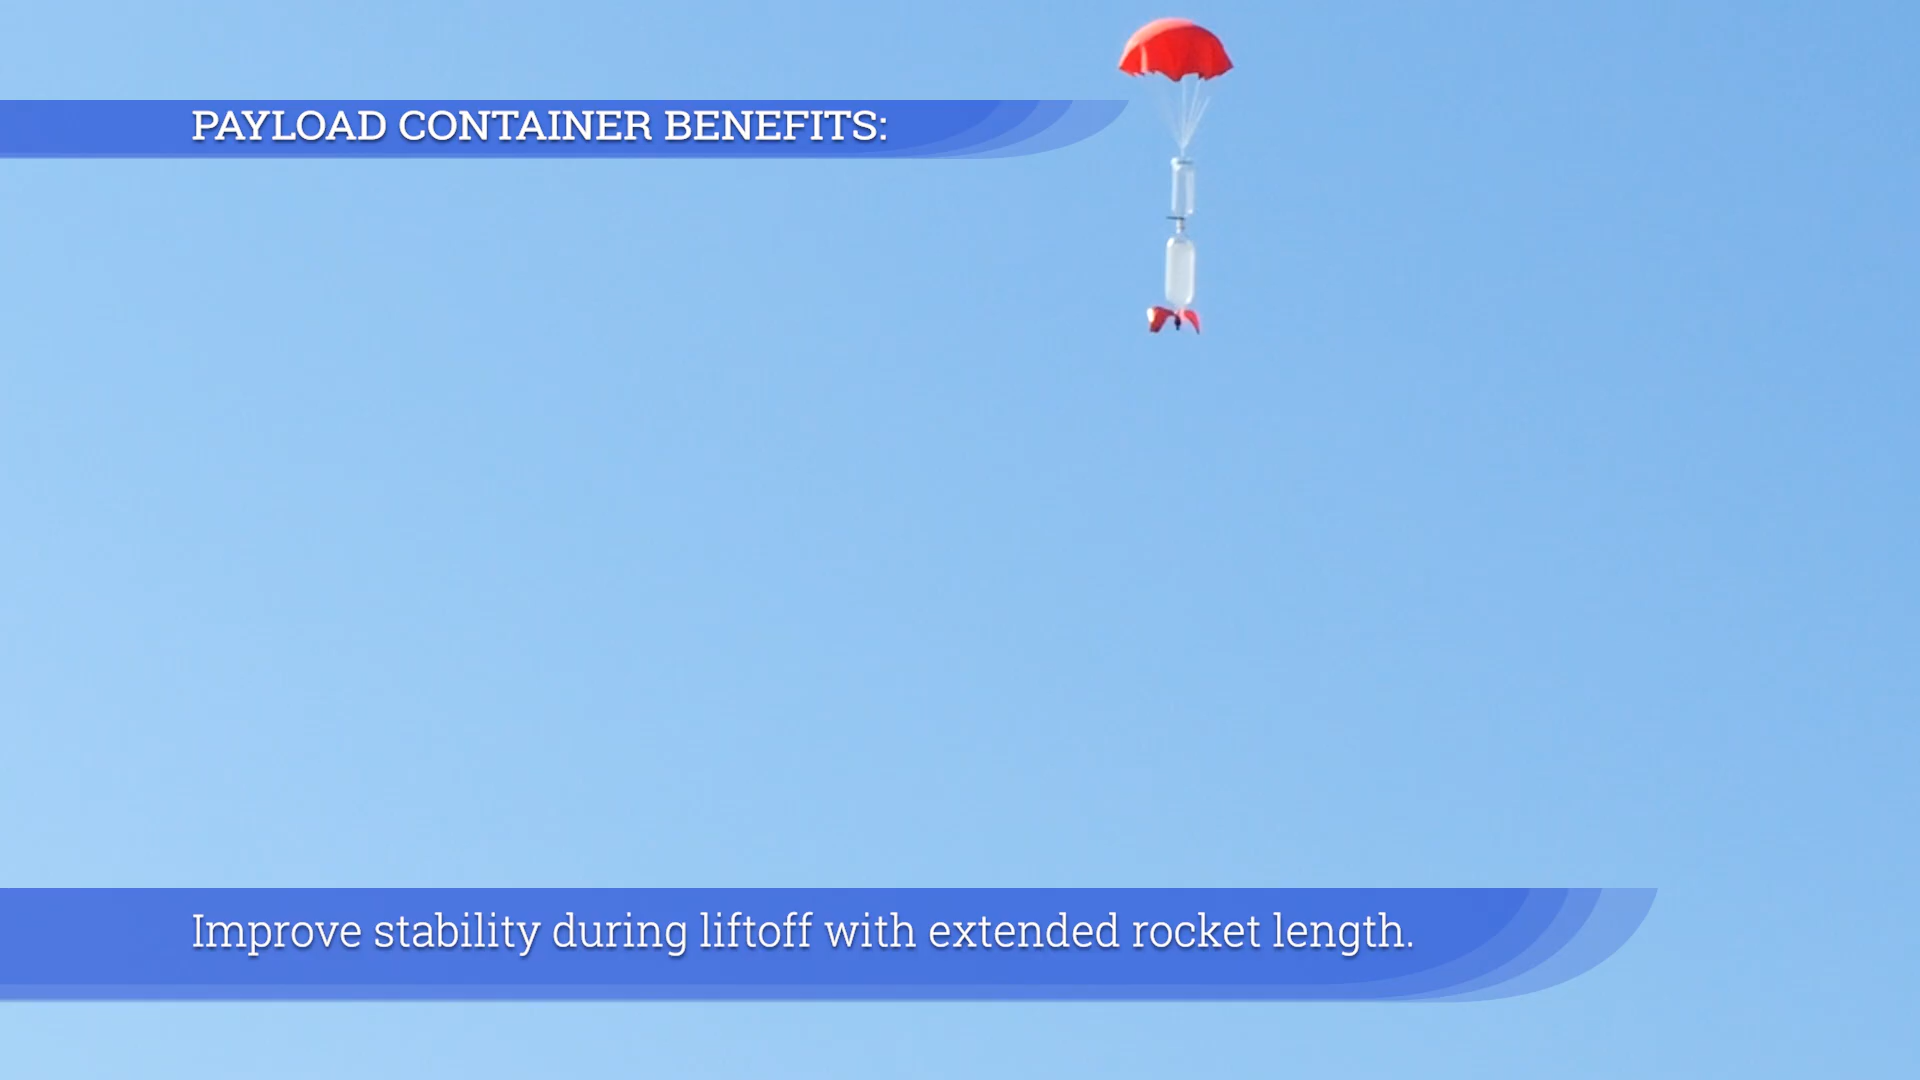 PAYLOAD CONTAINER BENEFITS:
Improve stability during liftoff with extended rocket length.